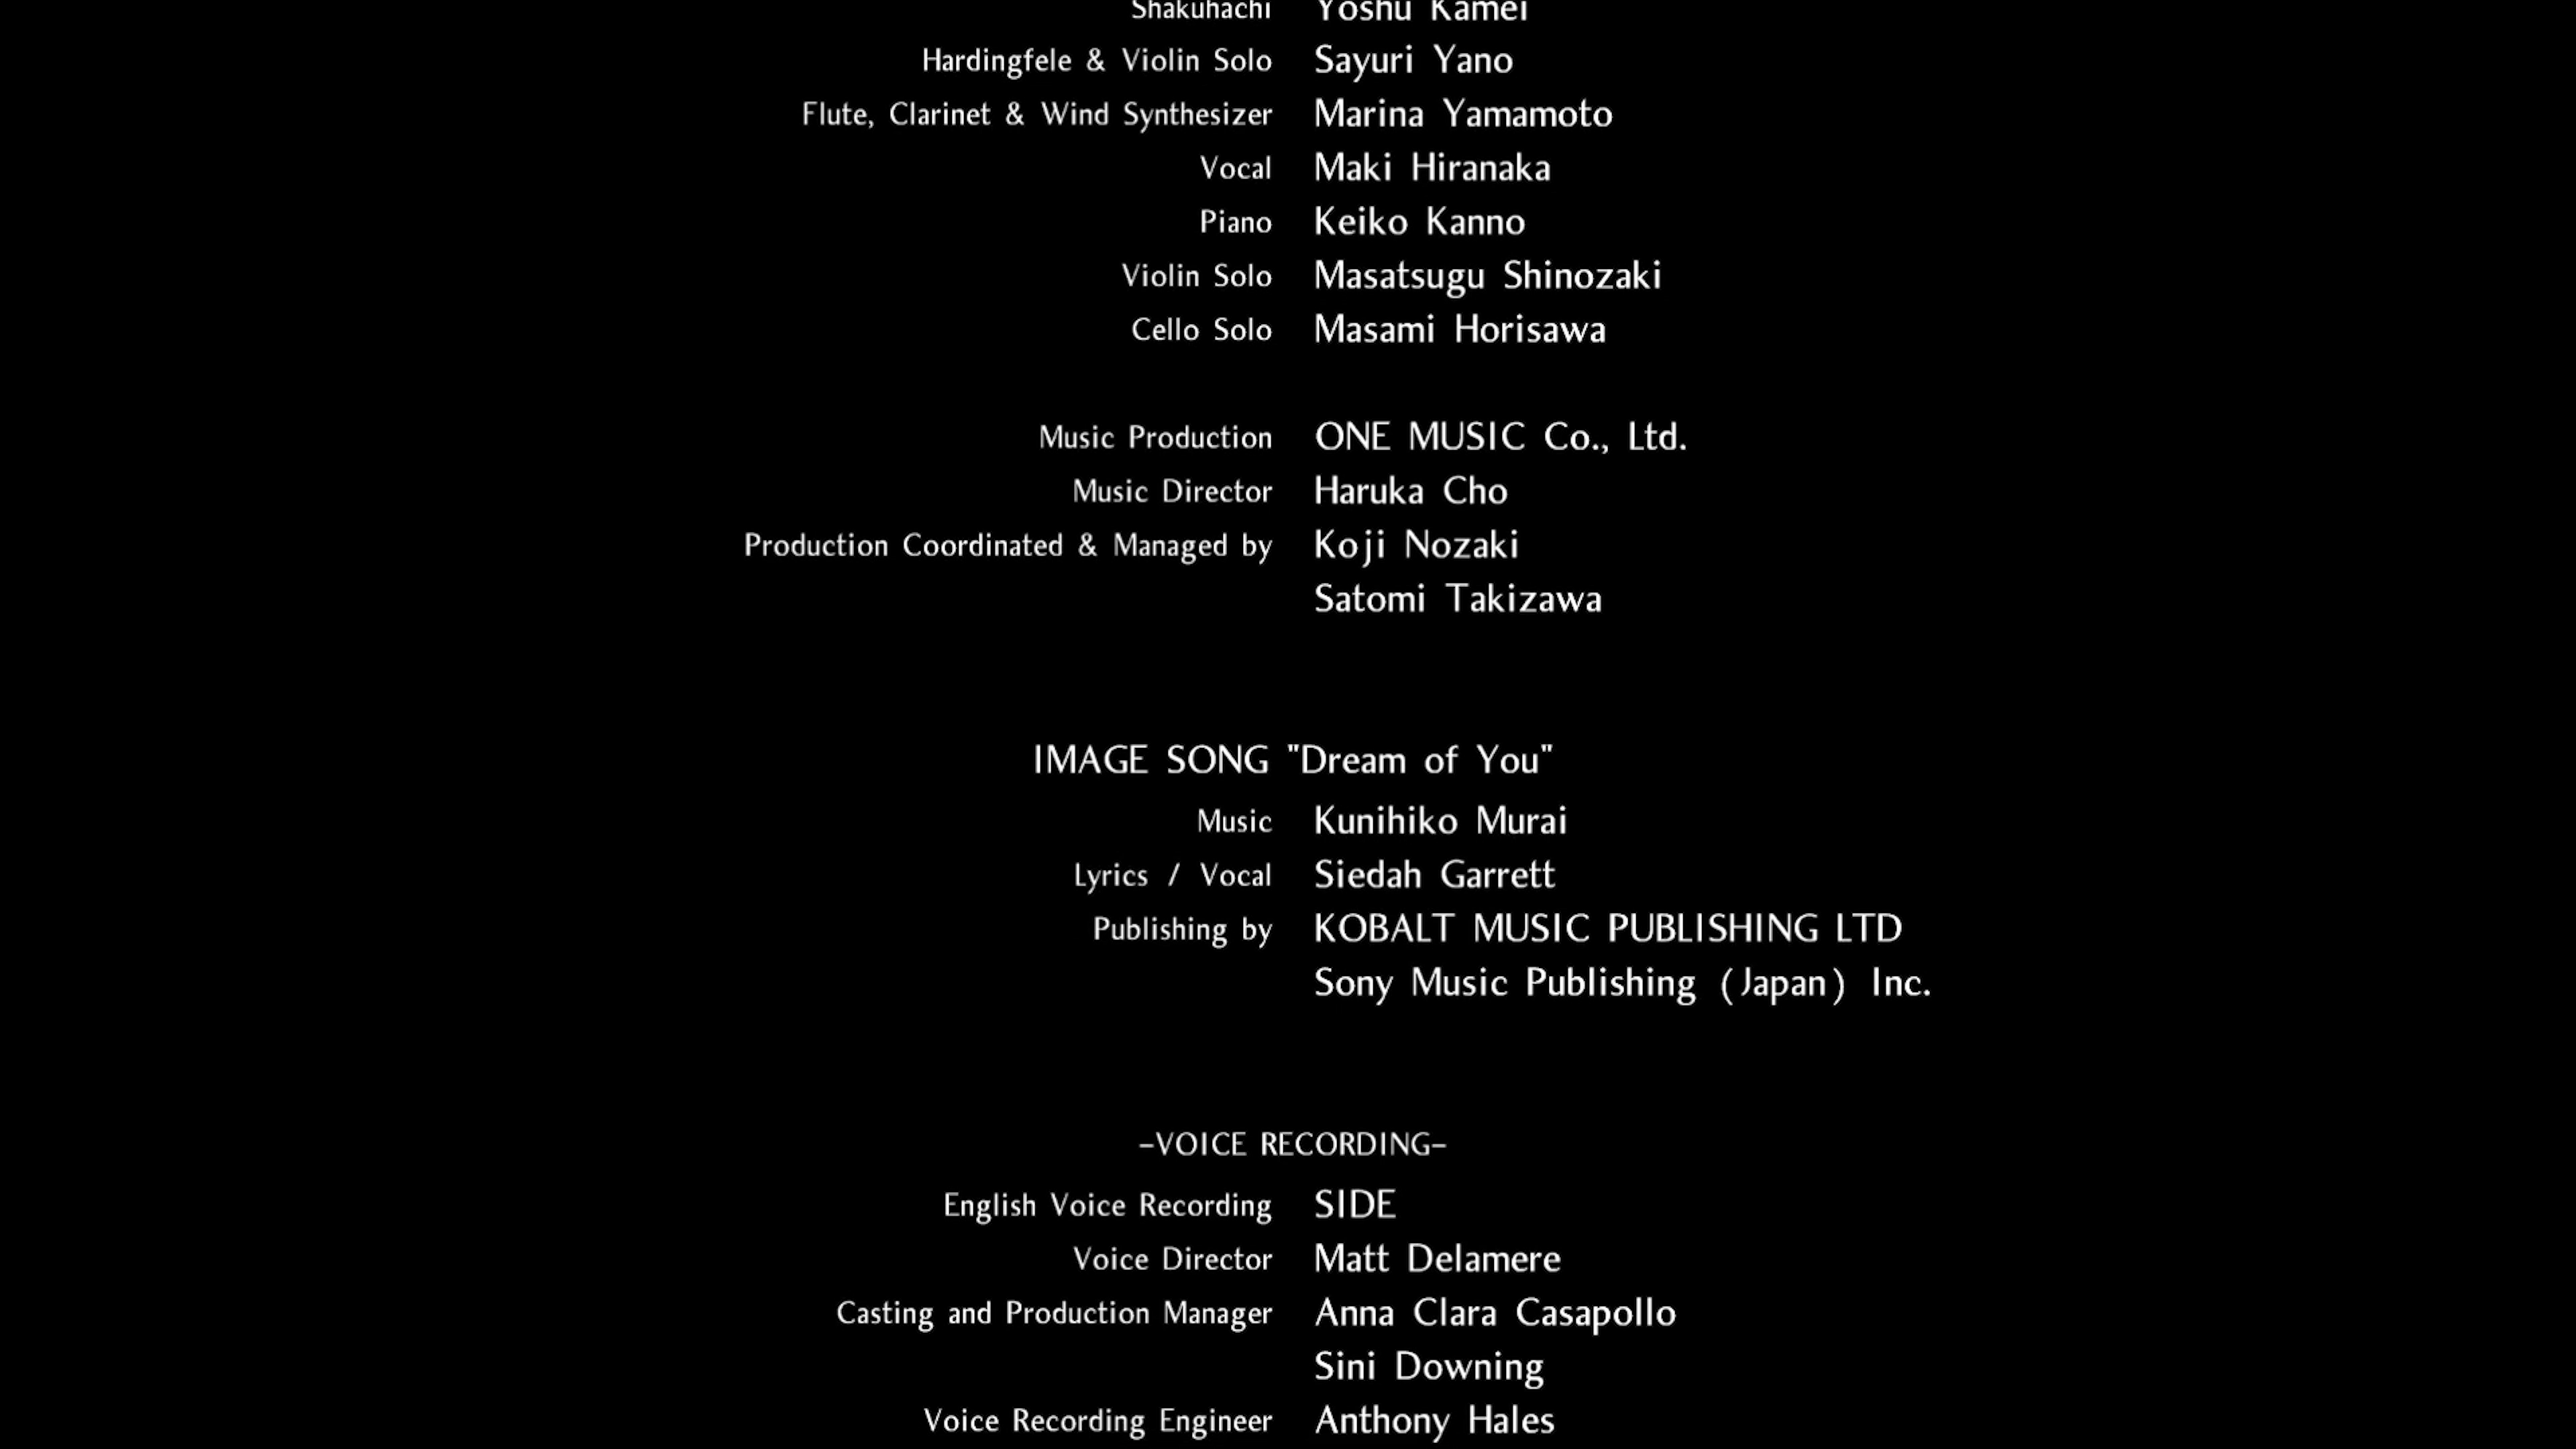 Shakuhachi Yoshu Kamei
Hardingfele & Violin Solo Sayuri Yano
Flute, Clarinet & Wind Synthesizer Marina Yamamoto
Vocal Maki Hiranaka
Piano Keiko Kanno
Violin Solo Masatsugu Shinozaki
Cello Solo Masami Horisawa
Music Production ONE MUSIC Co., Ltd.
Music Director Haruka Cho
Production Coordinated & Managed by Koji Nozaki
Satomi Takizawa
IMAGE SONG "Dream of You"
Music Kunihiko Murai
Lyrics / Vocal Siedah Garrett
Publishing by KOBALT MUSIC PUBLISHING LTD
Sony Music Publishing (Japan) Inc.
–VOICE RECORDING–
English Voice Recording SIDE
Voice Director Matt Delamere
Casting and Production Manager Anna Clara Casapollo
Sini Downing
Voice Recording Engineer Anthony Hales